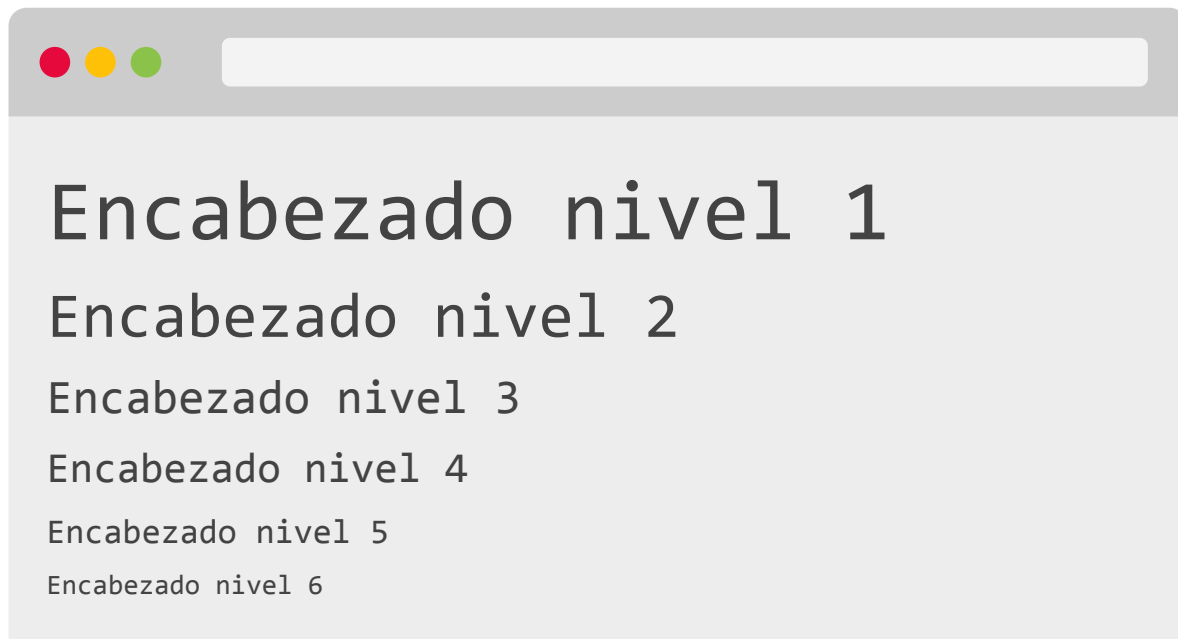 Encabezado nivel 1
Encabezado nivel 2
Encabezado nivel 3
Encabezado nivel 4
Encabezado nivel 5
Encabezado nivel 6